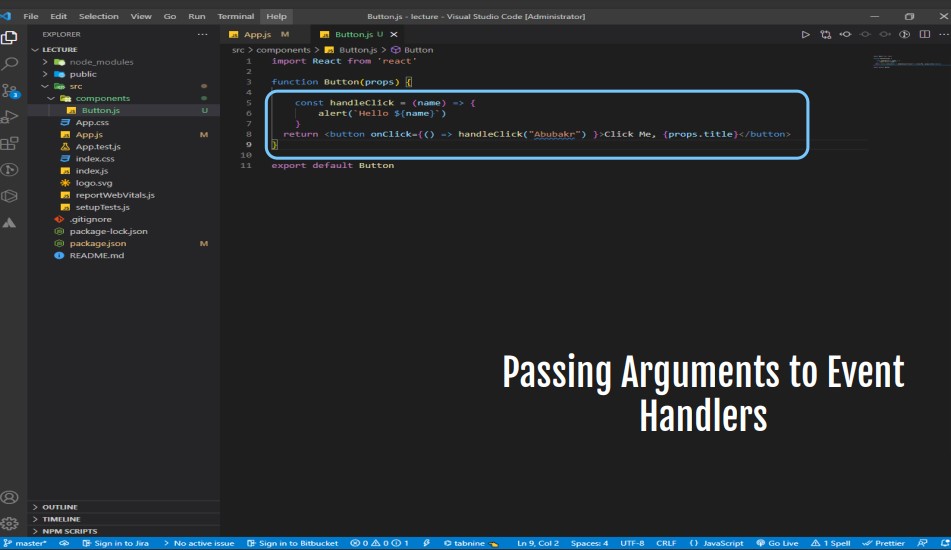 File Edit Selection View Go Run Terminal Help Button.js - lecture - Visual Studio Code [Administrator]
EXPLORER ...
App.js M Button.js U
LECTURE
src > components > Button.js > Button
node_modules
public
src
components
Button.js U
App.css
App.js M
App.test.js
index.css
index.js
logo.svg
reportWebVitals.js
setupTests.js
.gitignore
package-lock.json
package.json M
README.md
OUTLINE
TIMELINE
NPM SCRIPTS
3
1 import React from 'react'
2
3 function Button(props) {
4
5 const handleClick = (name) => {
6 alert(`Hello ${name}`)
7 }
8 return <button onClick={() => handleClick("Abubakr") }>Click Me, {props.title}</button>
9 }
10
11 export default Button
Passing Arguments to Event
Handlers
master* Sign in to Jira No active issue Sign in to Bitbucket 0 0 1 tabnine Ln 9, Col 2 Spaces: 4 UTF-8 CRLF {} JavaScript Go Live 1 Spell Prettier